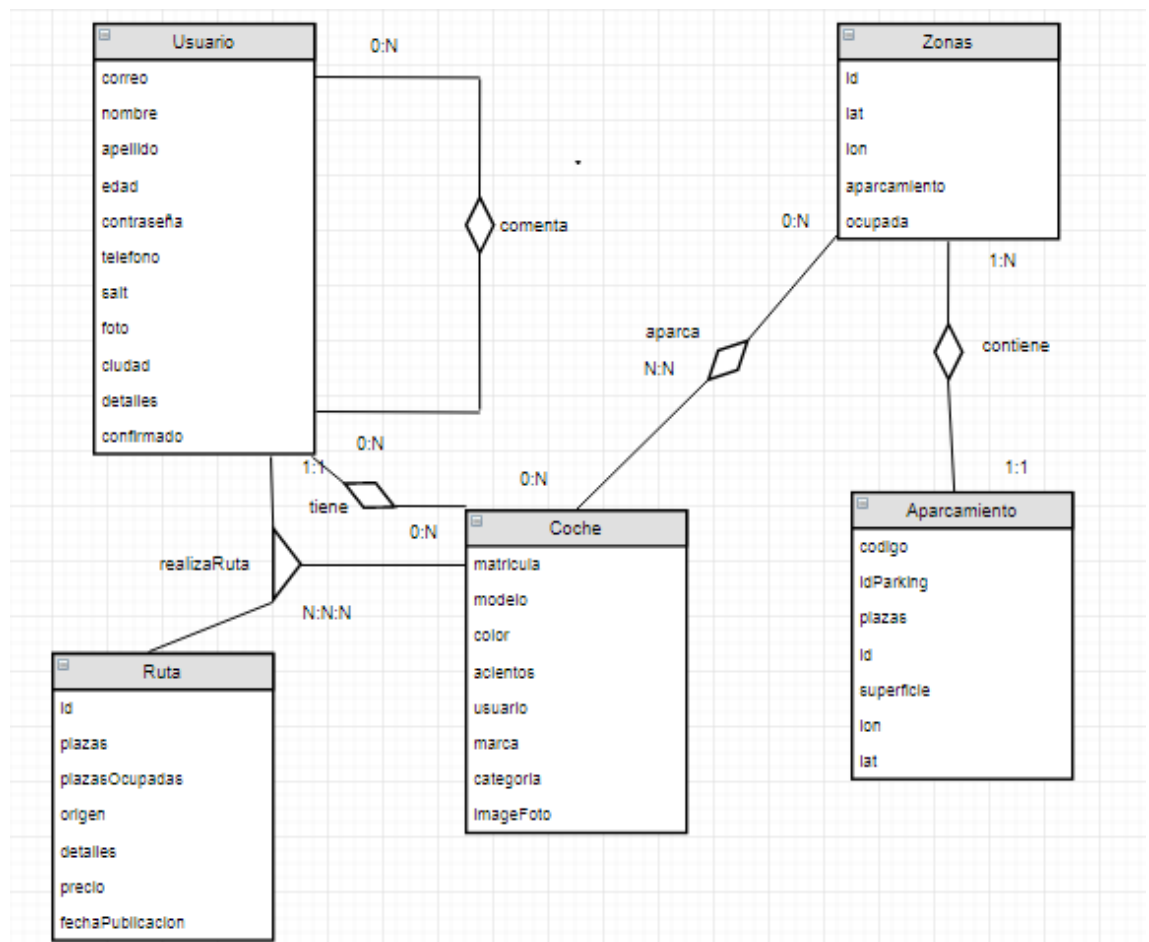 Usuario
correo
nombre
apellido
edad
contraseña
telefono
salt
foto
ciudad
detalles
confirmado
0:N
comenta
0:N
Zonas
id
lat
lon
aparcamiento
ocupada
0:N
1:N
aparca
N:N
contiene
0:N
1:1
1:1
tiene
0:N
realizaRuta
N:N:N
Coche
matricula
modelo
color
acientos
usuario
marca
categoria
imageFoto
Aparcamiento
codigo
idParking
plazas
id
superficie
lon
lat
Ruta
id
plazas
plazasOcupadas
origen
detalles
precio
fechaPublicacion